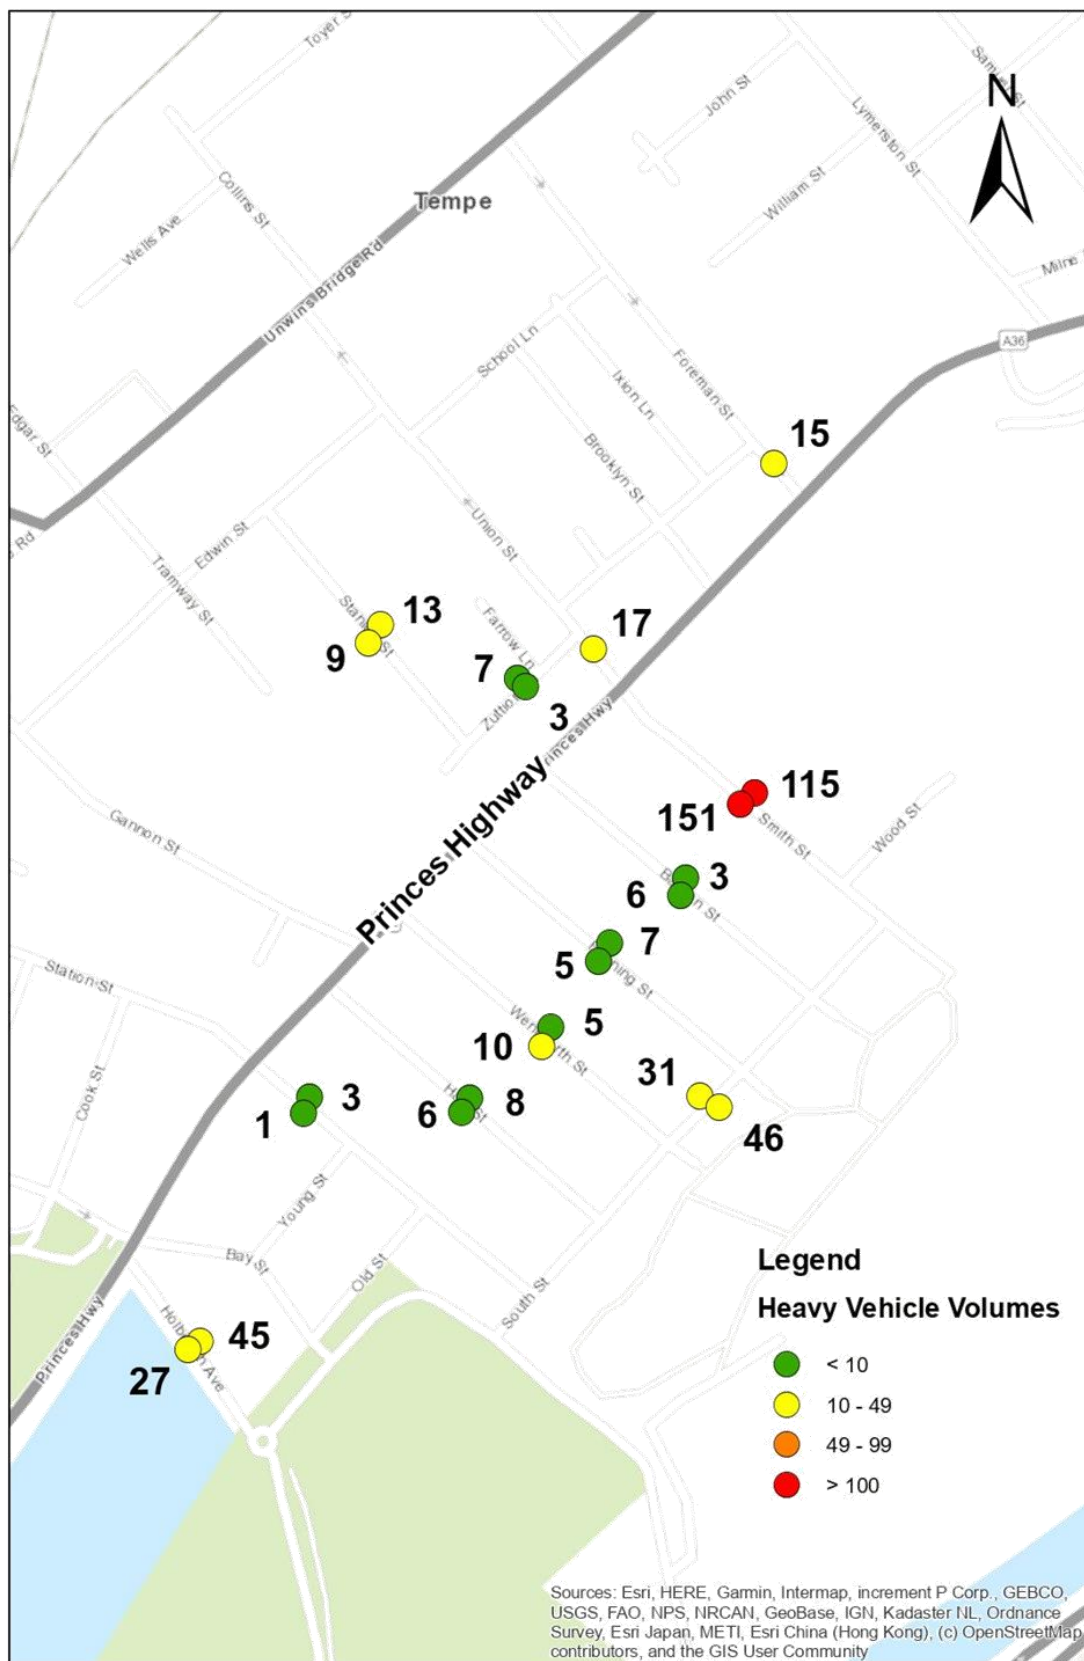 Toyer S
Samuel St
N
John St
Lymerston St
Collins St
William St
Tempe
Wells Ave
Unwins Bridge Rd
Milne
A36
School Ln
Foreman St
Ixion Ln
Edgar St
15
Brooklyn St
Union St
Edwin St
Rd
Tramway St
13
Farrow Ln
17
9
7
3
Princes Hwy
Princes Highway
115
151
Smith St
Wood St
Gannon St
3
6
7
5
Station St
5
10
31
46
Cook St
3
1
8
6
Young St
Bay St
Old St
South St
Princes Hwy
45
27
Legend
Heavy Vehicle Volumes
< 10
10 - 49
49 - 99
> 100
Sources: Esri, HERE, Garmin, Intermap, increment P Corp., GEBCO,
USGS, FAO, NPS, NRCAN, GeoBase, IGN, Kadaster NL, Ordnance
Survey, Esri Japan, METI, Esri China (Hong Kong), (c) OpenStreetMap
contributors, and the GIS User Community